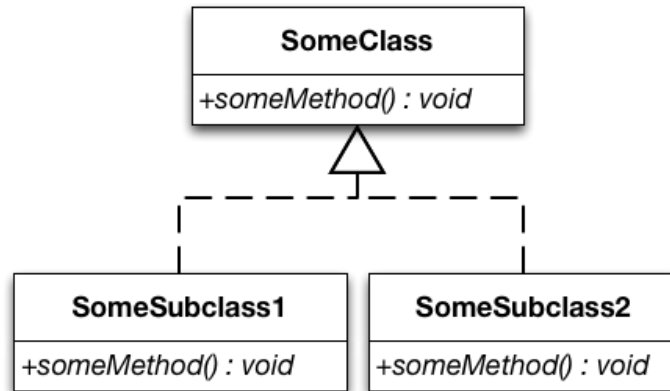 SomeClass
+someMethod() : void
SomeSubclass1
SomeSubclass2
+someMethod() : void
+someMethod() : void